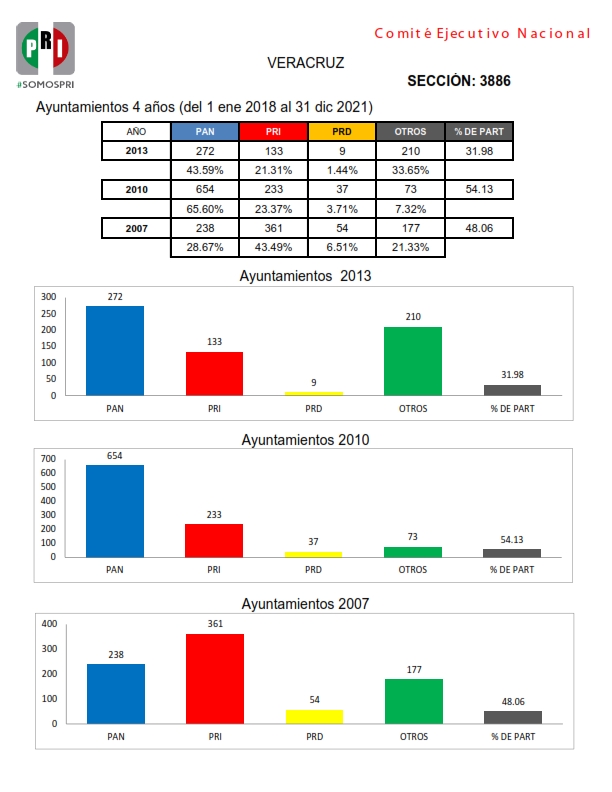 Comité Ejecutivo Nacional
PRI
#SOMOSPRI
VERACRUZ
SECCIÓN: 3886
Ayuntamientos 4 años (del 1 ene 2018 al 31 dic 2021)
AÑO PAN PRI PRD OTROS % DE PART
2013 272 133 9 210 31.98
43.59% 21.31% 1.44% 33.65%
2010 654 233 37 73 54.13
65.60% 23.37% 3.71% 7.32%
2007 238 361 54 177 48.06
28.67% 43.49% 6.51% 21.33%
Ayuntamientos 2013
300
250
200
150
100
50
0
272
133
9
210
31.98
PAN PRI PRD OTROS % DE PART
Ayuntamientos 2010
700
600
500
400
300
200
100
0
654
233
37
73
54.13
PAN PRI PRD OTROS % DE PART
Ayuntamientos 2007
400
300
200
100
0
238
361
54
177
48.06
PAN PRI PRD OTROS % DE PART